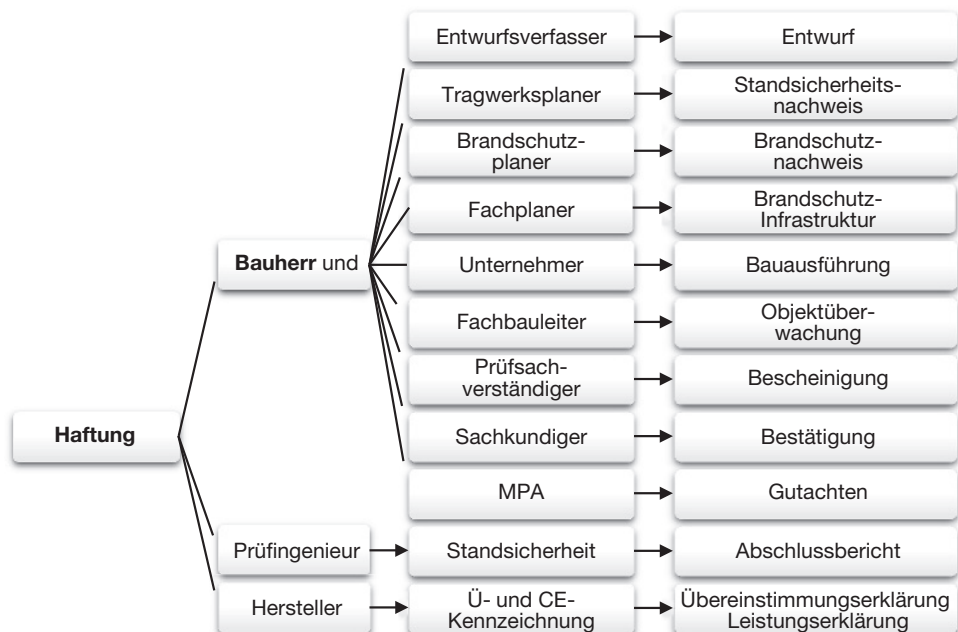 Entwurfsverfasser
Entwurf
Tragwerksplaner
Standsicherheits-
nachweis
Brandschutz-
planer
Brandschutz-
nachweis
Fachplaner
Brandschutz-
Infrastruktur
Bauherr und
Unternehmer
Bauausführung
Fachbauleiter
Objektüber-
wachung
Prüfsach-
verständiger
Bescheinigung
Haftung
Sachkundiger
Bestätigung
MPA
Gutachten
Prüfingenieur
Standsicherheit
Abschlussbericht
Hersteller
Ü- und CE-
Kennzeichnung
Übereinstimmungserklärung
Leistungserklärung